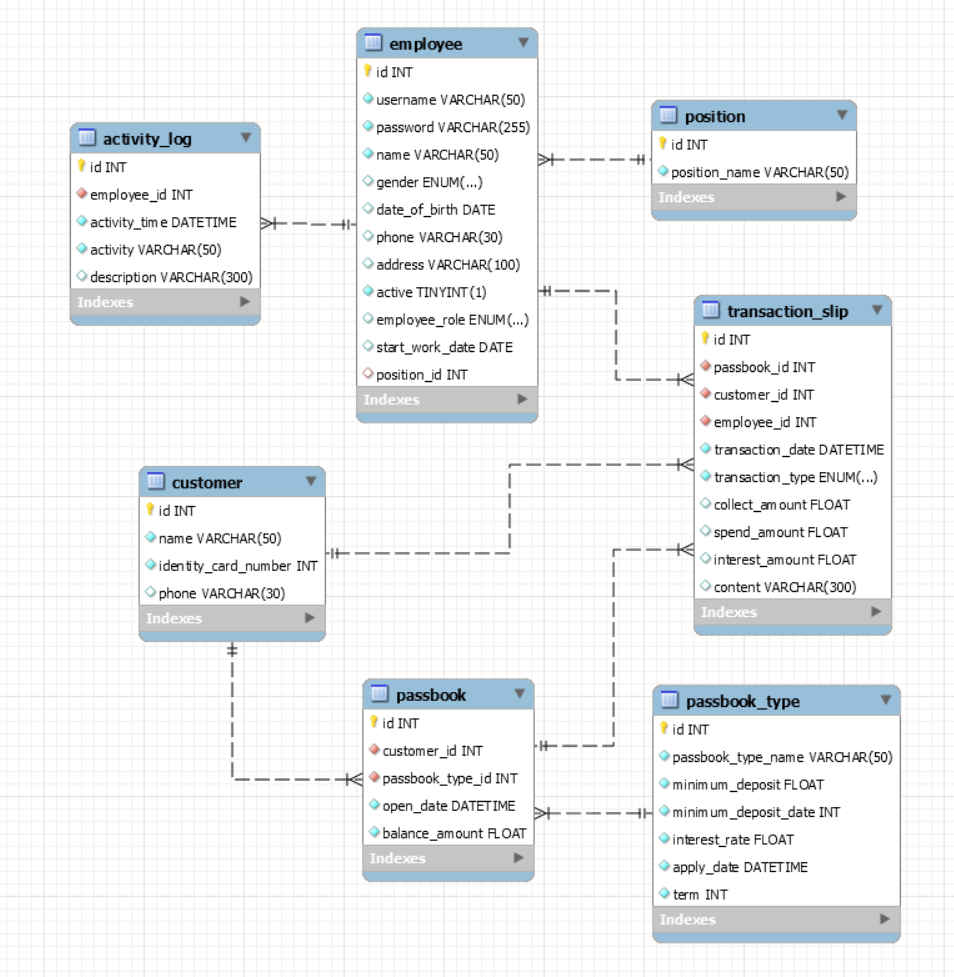 employee
id INT
username VARCHAR(50)
password VARCHAR(255)
name VARCHAR(50)
gender ENUM(...)
date_of_birth DATE
phone VARCHAR(30)
address VARCHAR(100)
active TINYINT(1)
employee_role ENUM(...)
start_work_date DATE
position_id INT
Indexes
activity_log
id INT
employee_id INT
activity_time DATETIME
activity VARCHAR(50)
description VARCHAR(300)
Indexes
position
id INT
position_name VARCHAR(50)
Indexes
transaction_slip
id INT
passbook_id INT
customer_id INT
employee_id INT
transaction_date DATETIME
transaction_type ENUM(...)
collect_amount FLOAT
spend_amount FLOAT
interest_amount FLOAT
content VARCHAR(300)
Indexes
customer
id INT
name VARCHAR(50)
identity_card_number INT
phone VARCHAR(30)
Indexes
passbook
id INT
customer_id INT
passbook_type_id INT
open_date DATETIME
balance_amount FLOAT
Indexes
passbook_type
id INT
passbook_type_name VARCHAR(50)
minimum_deposit FLOAT
minimum_deposit_date INT
interest_rate FLOAT
apply_date DATETIME
term INT
Indexes